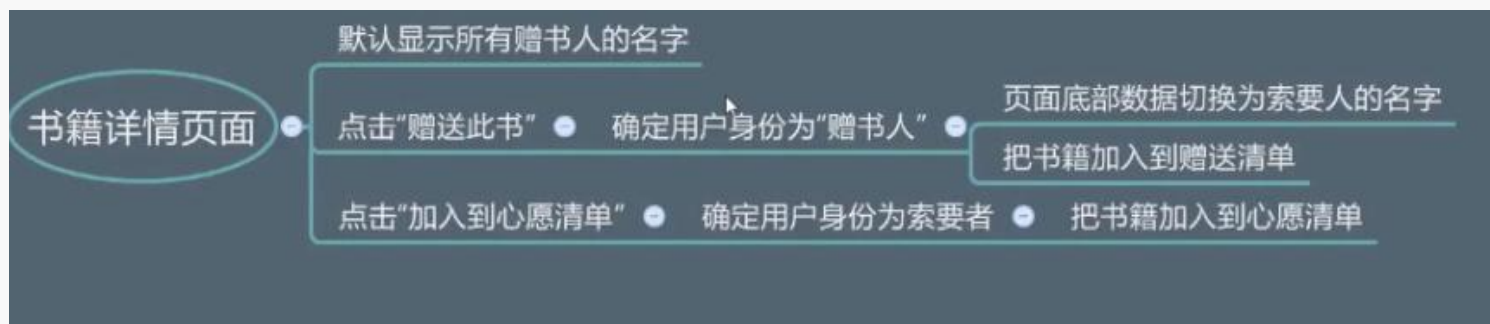 默认显示所有赠书人的名字
书籍详情页面
点击“赠送此书”
确定用户身份为“赠书人”
页面底部数据切换为索要人的名字
把书籍加入到赠送清单
点击“加入到心愿清单”
确定用户身份为索要者
把书籍加入到心愿清单